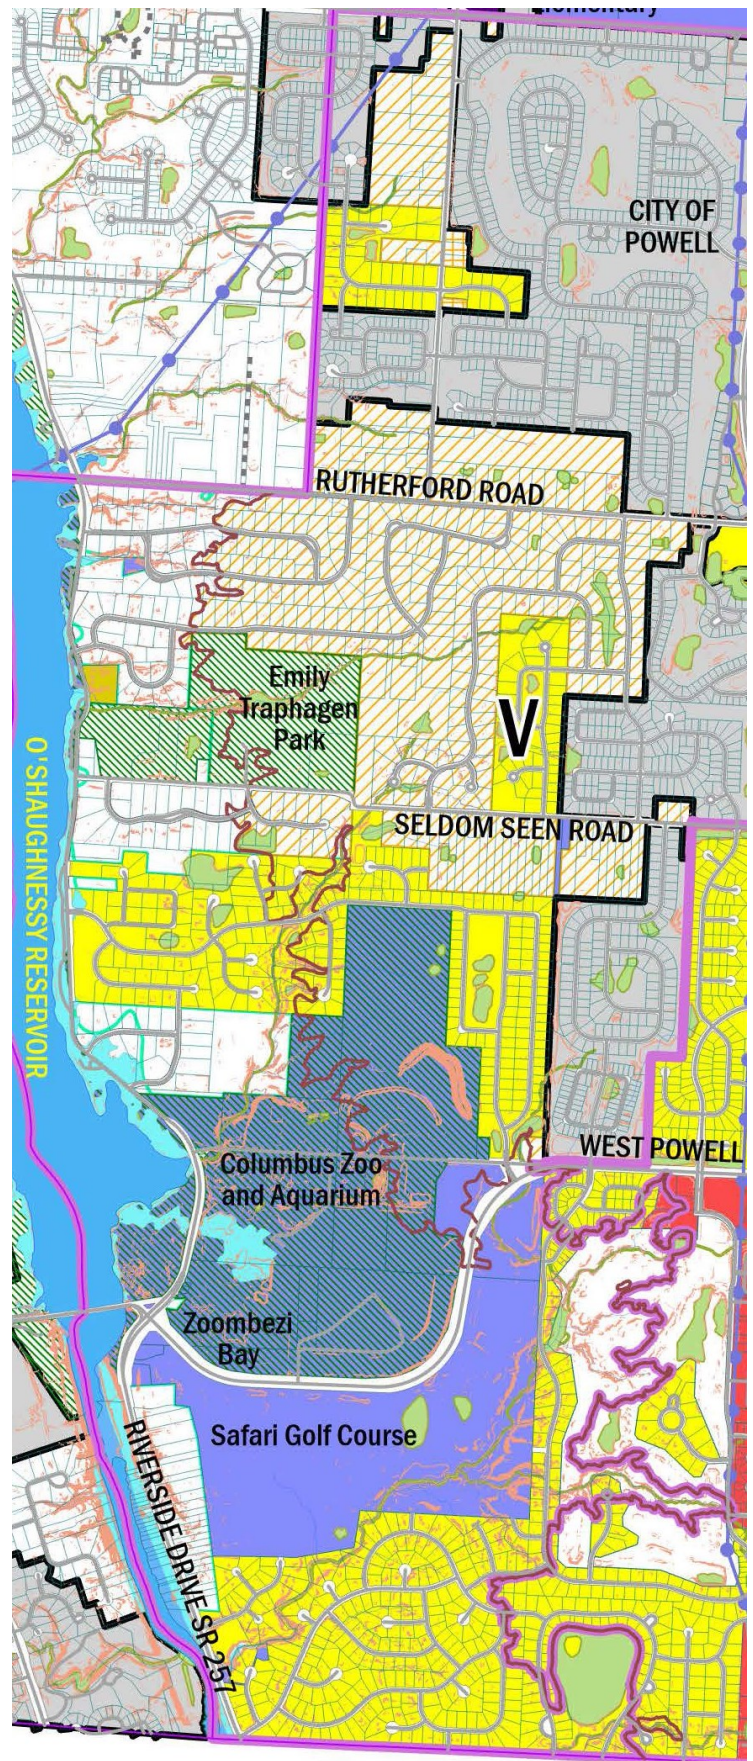 Elementary
CITY OF
POWELL
RUTHERFORD ROAD
Emily
Traphagen
Park
V
O'SHAUGHNESSY RESERVOIR
SELDOM SEEN ROAD
WEST POWELL
Columbus Zoo
and Aquarium
Zoombezi
Bay
Safari Golf Course
RIVERSIDE DRIVE SR 257